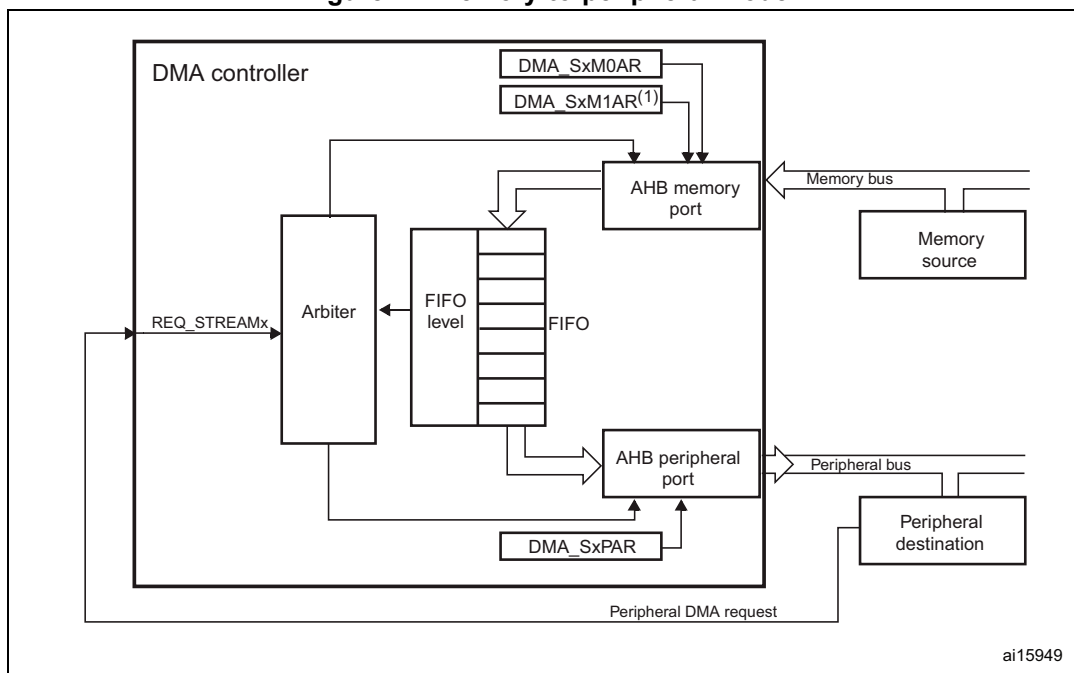 DMA controller
DMA_SxM0AR
DMA_SxM1AR(1)
AHB memory
port
Memory bus
Memory
source
REQ_STREAMx
Arbiter
FIFO
level
FIFO
AHB peripheral
port
Peripheral bus
DMA_SxPAR
Peripheral
destination
Peripheral DMA request
ai15949